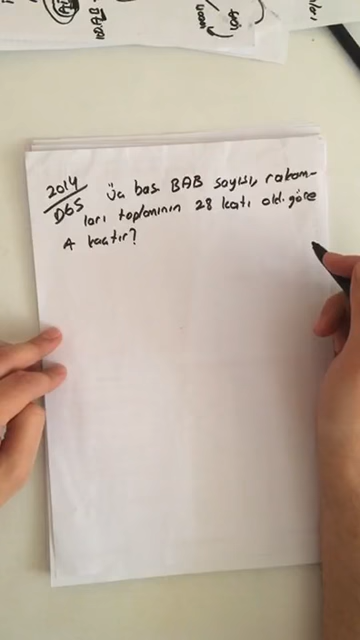 2014
DGS
Üç bas. BAB sayısı, rakam-
ları toplamının 28 katı old. göre
A kaçtır?